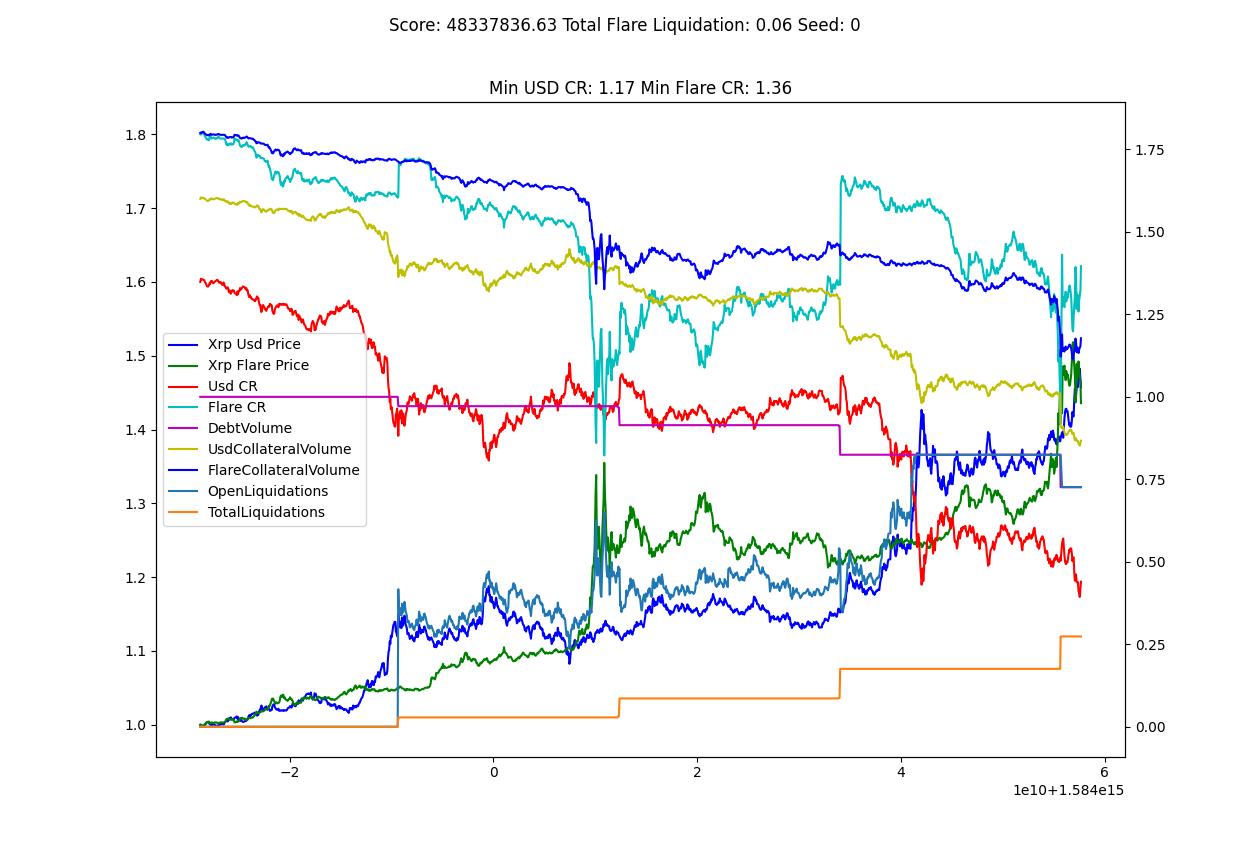 Score: 48337836.63 Total Flare Liquidation: 0.06 Seed: 0
Min USD CR: 1.17 Min Flare CR: 1.36
1.8
1.7
1.6
1.5
1.4
1.3
1.2
1.1
1.0
Xrp Usd Price
Xrp Flare Price
Usd CR
Flare CR
DebtVolume
UsdCollateralVolume
FlareCollateralVolume
OpenLiquidations
TotalLiquidations
1.75
1.50
1.25
1.00
0.75
0.50
0.25
0.00
−2 0 2 4 6
1e10+1.584e15